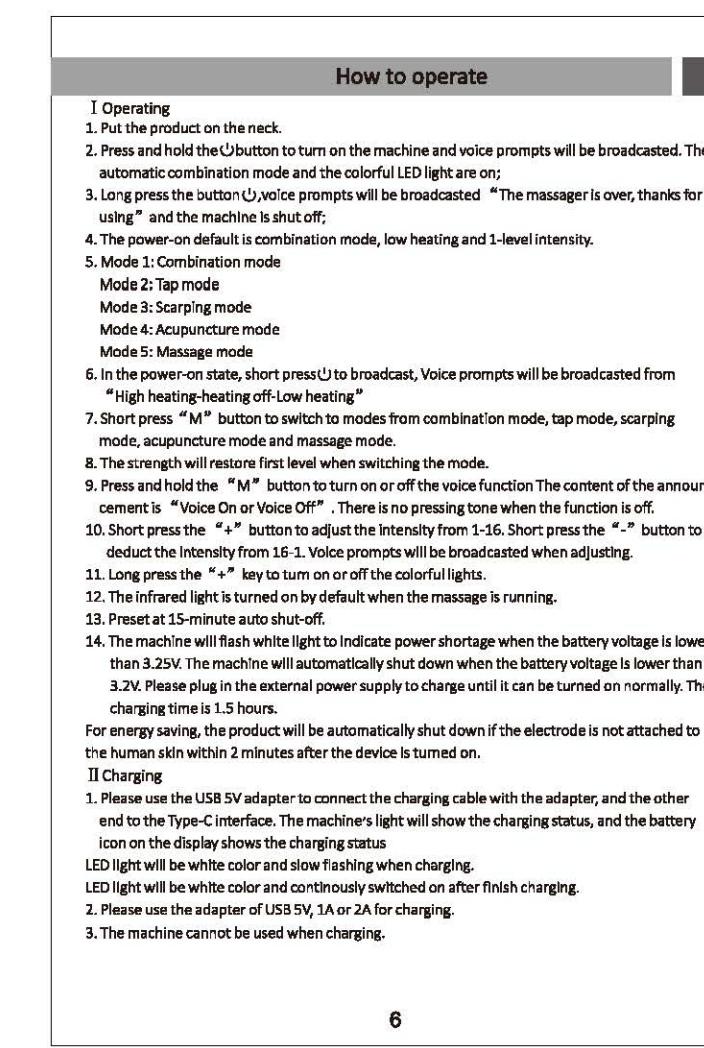 How to operate
Ⅰ Operating
1. Put the product on the neck.
2. Press and hold the⏻button to turn on the machine and voice prompts will be broadcasted. The
automatic combination mode and the colorful LED light are on;
3. Long press the button⏻,voice prompts will be broadcasted “The massager is over, thanks for
using” and the machine is shut off;
4. The power-on default is combination mode, low heating and 1-level intensity.
5. Mode 1: Combination mode
Mode 2: Tap mode
Mode 3: Scarping mode
Mode 4: Acupuncture mode
Mode 5: Massage mode
6. In the power-on state, short press⏻to broadcast, Voice prompts will be broadcasted from
“High heating-heating off-Low heating”
7. Short press “M” button to switch to modes from combination mode, tap mode, scarping
mode, acupuncture mode and massage mode.
8. The strength will restore first level when switching the mode.
9. Press and hold the “M” button to turn on or off the voice function The content of the announ
cement is “Voice On or Voice Off” . There is no pressing tone when the function is off.
10. Short press the “+” button to adjust the intensity from 1-16. Short press the “-” button to
deduct the intensity from 16-1. Voice prompts will be broadcasted when adjusting.
11. Long press the “+” key to turn on or off the colorful lights.
12. The infrared light is turned on by default when the massage is running.
13. Preset at 15-minute auto shut-off.
14. The machine will flash white light to indicate power shortage when the battery voltage is lowe
than 3.25V. The machine will automatically shut down when the battery voltage is lower than
3.2V. Please plug in the external power supply to charge until it can be turned on normally. The
charging time is 1.5 hours.
For energy saving, the product will be automatically shut down if the electrode is not attached to
the human skin within 2 minutes after the device is turned on.
Ⅱ Charging
1. Please use the USB 5V adapter to connect the charging cable with the adapter, and the other
end to the Type-C interface. The machine's light will show the charging status, and the battery
icon on the display shows the charging status
LED light will be white color and slow flashing when charging.
LED light will be white color and continously switched on after finish charging.
2. Please use the adapter of USB 5V, 1A or 2A for charging.
3. The machine cannot be used when charging.
6